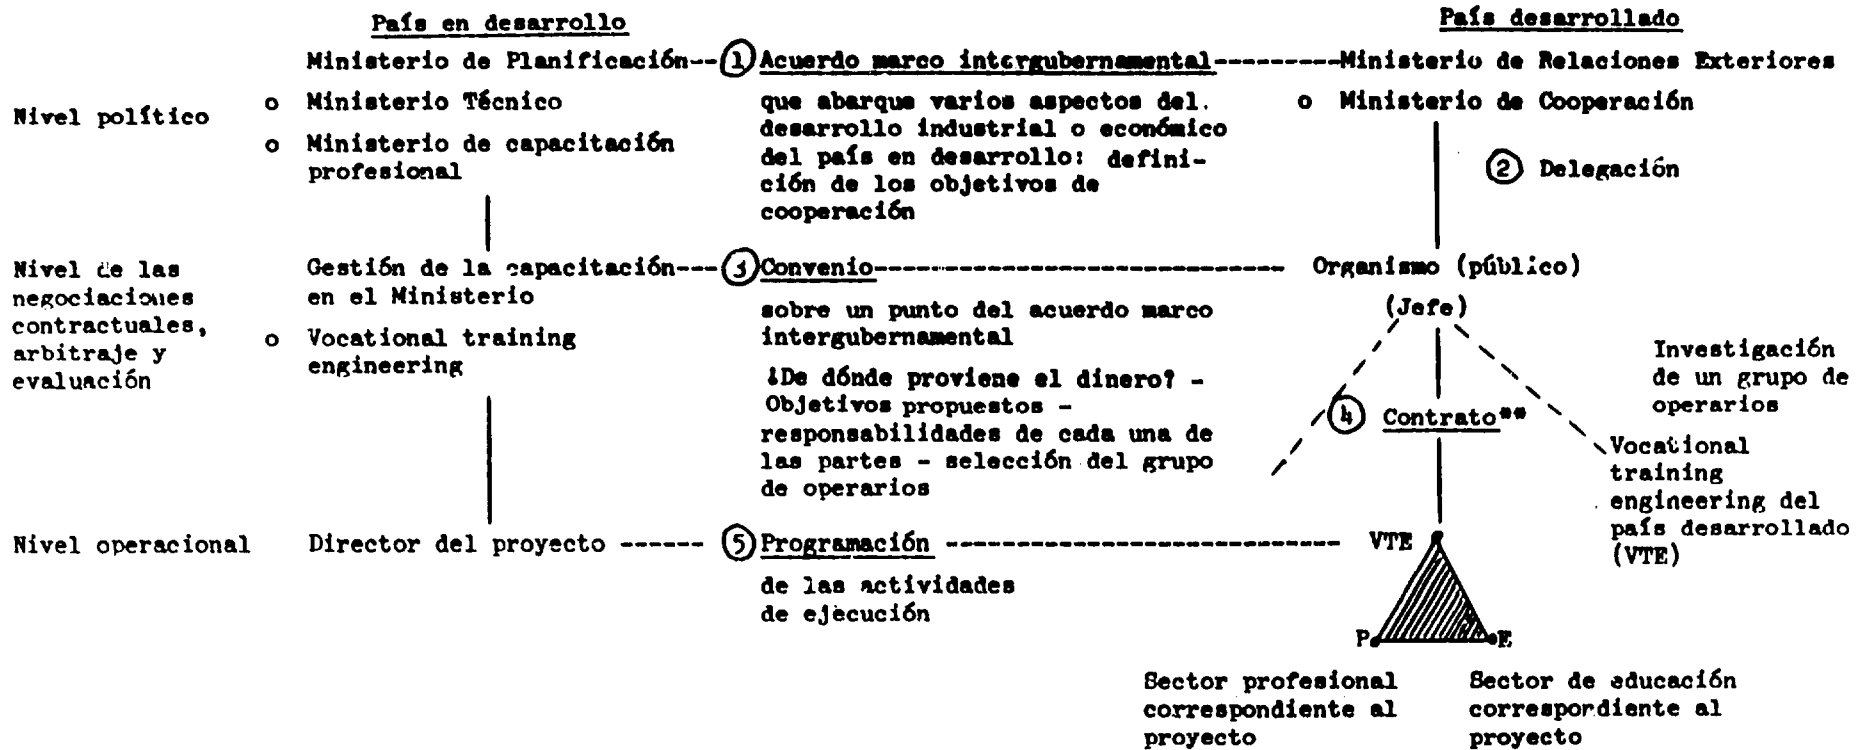 País en desarrollo
País desarrollado
Ministerio de Planificación
1 Acuerdo marco intergubernamental
Ministerio de Relaciones Exteriores
Nivel político
o Ministerio Técnico
o Ministerio de capacitación
profesional
que abarque varios aspectos del.
desarrollo industrial o económico
del país en desarrollo: defini-
ción de los objetivos de
cooperación
o Ministerio de Cooperación
2 Delegación
Nivel de las
negociaciones
contractuales,
arbitraje y
evaluación
Gestión de la capacitación
en el Ministerio
o Vocational training
engineering
3 Convenio
sobre un punto del acuerdo marco
intergubernamental
¿De dónde proviene el dinero? -
Objetivos propuestos -
responsabilidades de cada una de
las partes - selección del grupo
de operarios
Organismo (público)
(Jefe)
4 Contrato**
Investigación
de un grupo de
operarios
Vocational
training
engineering del
país desarrollado
(VTE)
Nivel operacional
Director del proyecto
5 Programación
de las actividades
de ejecución
VTE
P
E
Sector profesional
correspondiente al
proyecto
Sector de educación
correspondiente al
proyecto